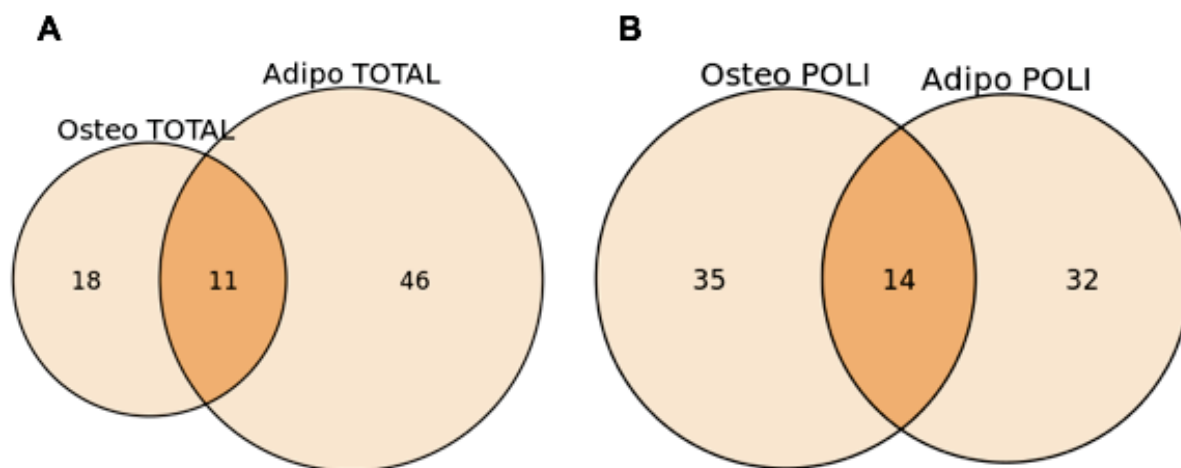 A
Adipo TOTAL
Osteo TOTAL
18
11
46
B
Osteo POLI
Adipo POLI
35
14
32